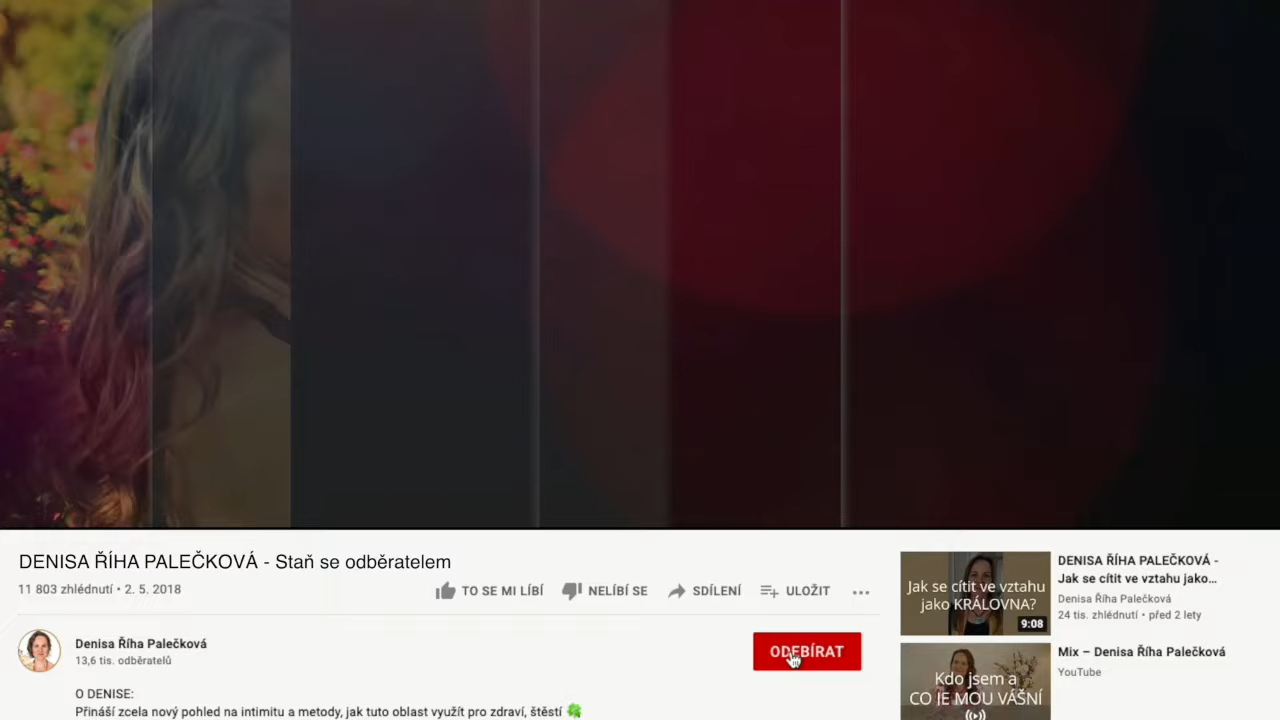 DENISA ŘÍHA PALEČKOVÁ - Staň se odběratelem
11 803 zhlédnutí • 2. 5. 2018
TO SE MI LÍBÍ
NELÍBÍ SE
SDÍLENÍ
ULOŽIT
Denisa Říha Palečková
13,6 tis. odběratelů
ODEBÍRAT
O DENISE:
Přináší zcela nový pohled na intimitu a metody, jak tuto oblast využít pro zdraví, štěstí 🍀
Jak se cítit ve vztahu
jako KRÁLOVNA?
9:08
DENISA ŘÍHA PALEČKOVÁ -
Jak se cítit ve vztahu jako...
Denisa Říha Palečková
24 tis. zhlédnutí • před 2 lety
Kdo jsem a
CO JE MOU VÁŠNÍ
Mix – Denisa Říha Palečková
YouTube